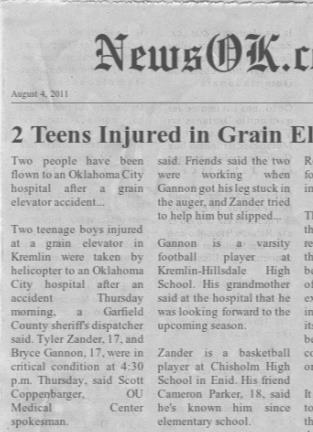 NewsOK.c
August 4, 2011
2 Teens Injured in Grain El
Two people have been
flown to an Oklahoma City
hospital after a grain
elevator accident...
Two teenage boys injured
at a grain elevator in
Kremlin were taken by
helicopter to an Oklahoma
City hospital after an
accident Thursday
morning, a Garfield
County sheriff's dispatcher
said. Tyler Zander, 17, and
Bryce Gannon, 17, were in
critical condition at 4:30
p.m. Thursday, said Scott
Coppenbarger, OU
Medical Center
spokesman.
said. Friends said the two
were working when
Gannon got his leg stuck in
the auger, and Zander tried
to help him but slipped...
Gannon is a varsity
football player at
Kremlin-Hillsdale High
School. His grandmother
said at the hospital that he
was looking forward to the
upcoming season.
Zander is a basketball
player at Chisholm High
School in Enid. His friend
Cameron Parker, 18, said
he's known him since
elementary school.